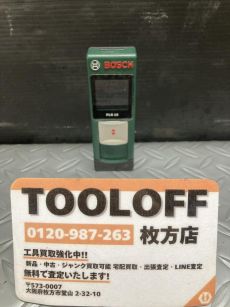 BOSCH
PLR 15
TOOLOFF
0120-987-263 枚方店
工具買取強化中!!
新品・中古・ジャンク買取可能 宅配買取・出張査定・LINE査定
無料で査定いたします!
〒573-0007
大阪府枚方市堂山 2-32-10